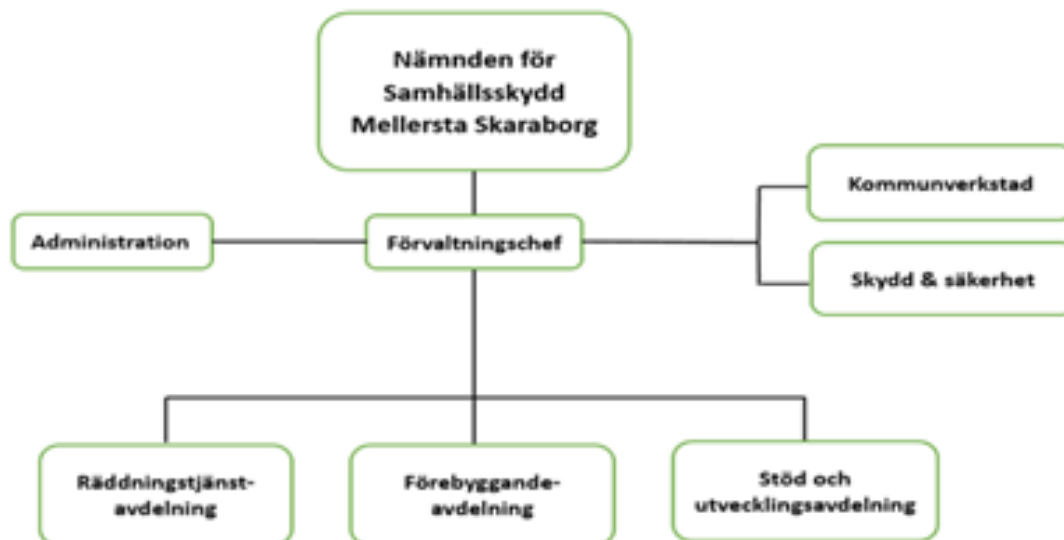 Nämnden för
Samhällsskydd
Mellersta Skaraborg
Kommunverkstad
Administration
Förvaltningschef
Skydd & säkerhet
Räddningstjänst-
avdelning
Förebyggande-
avdelning
Stöd och
utvecklingsavdelning